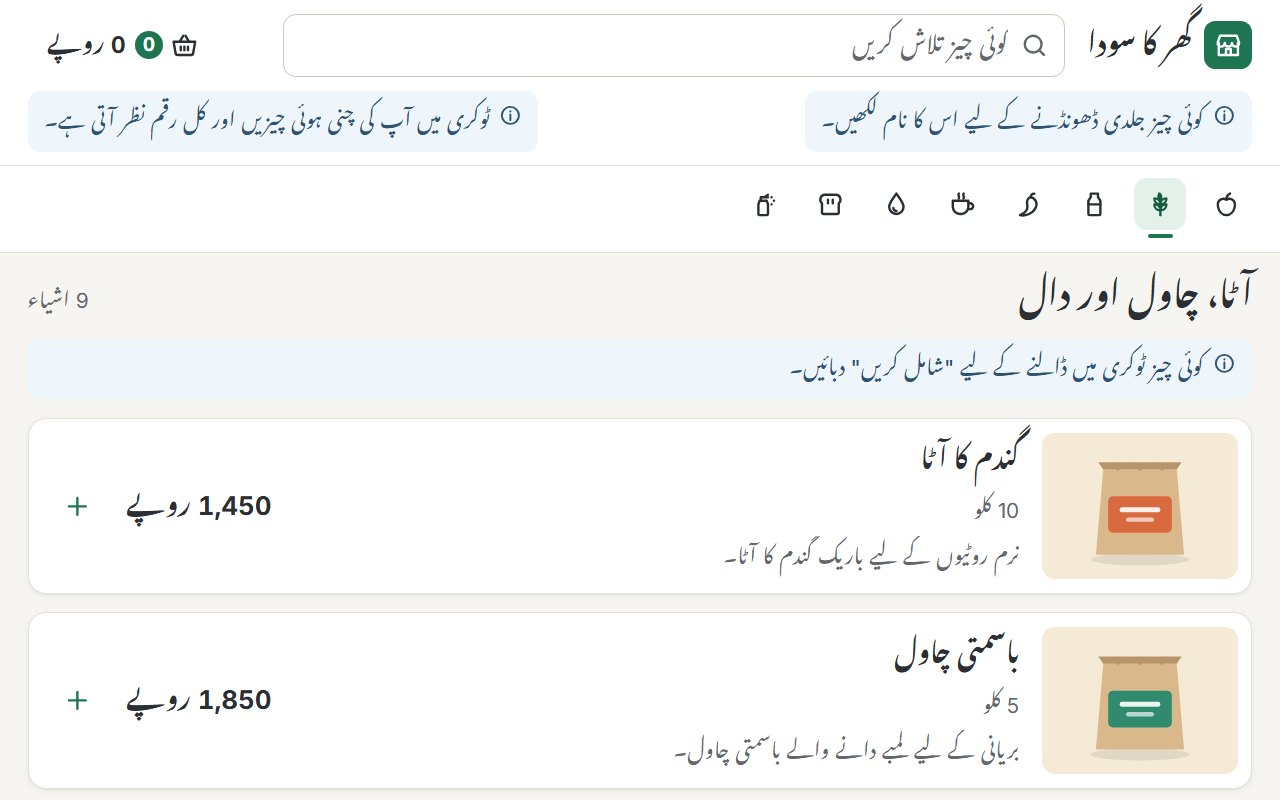 گھر کا سودا
کوئی چیز تلاش کریں
0
0 روپے
کوئی چیز جلدی ڈھونڈنے کے لیے اس کا نام لکھیں۔
ٹوکری میں آپ کی چنی ہوئی چیزیں اور کل رقم نظر آتی ہے۔
آٹا، چاول اور دال
9 اشیاء
کوئی چیز ٹوکری میں ڈالنے کے لیے "شامل کریں" دبائیں۔
گندم کا آٹا
10 کلو
نرم روٹیوں کے لیے باریک گندم کا آٹا۔
1,450 روپے
باسمتی چاول
5 کلو
بریانی کے لیے لمبے دانے والے باسمتی چاول۔
1,850 روپے